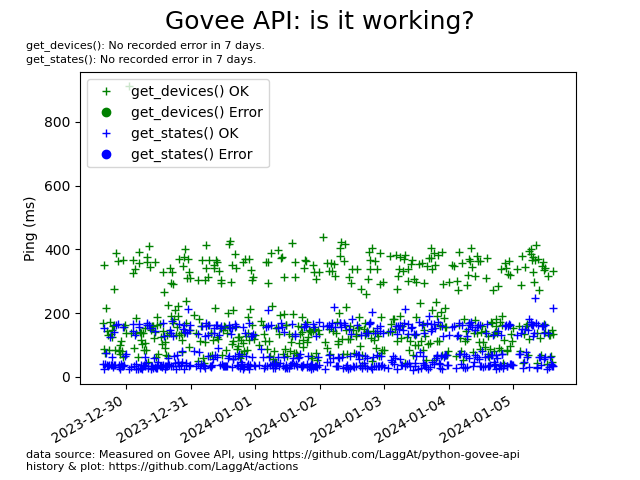 Govee API: is it working?
get_devices(): No recorded error in 7 days.
get_states(): No recorded error in 7 days.
get_devices() OK
get_devices() Error
get_states() OK
get_states() Error
Ping (ms)
800
600
400
200
0
2023-12-30
2023-12-31
2024-01-01
2024-01-02
2024-01-03
2024-01-04
2024-01-05
data source: Measured on Govee API, using https://github.com/LaggAt/python-govee-api
history & plot: https://github.com/LaggAt/actions